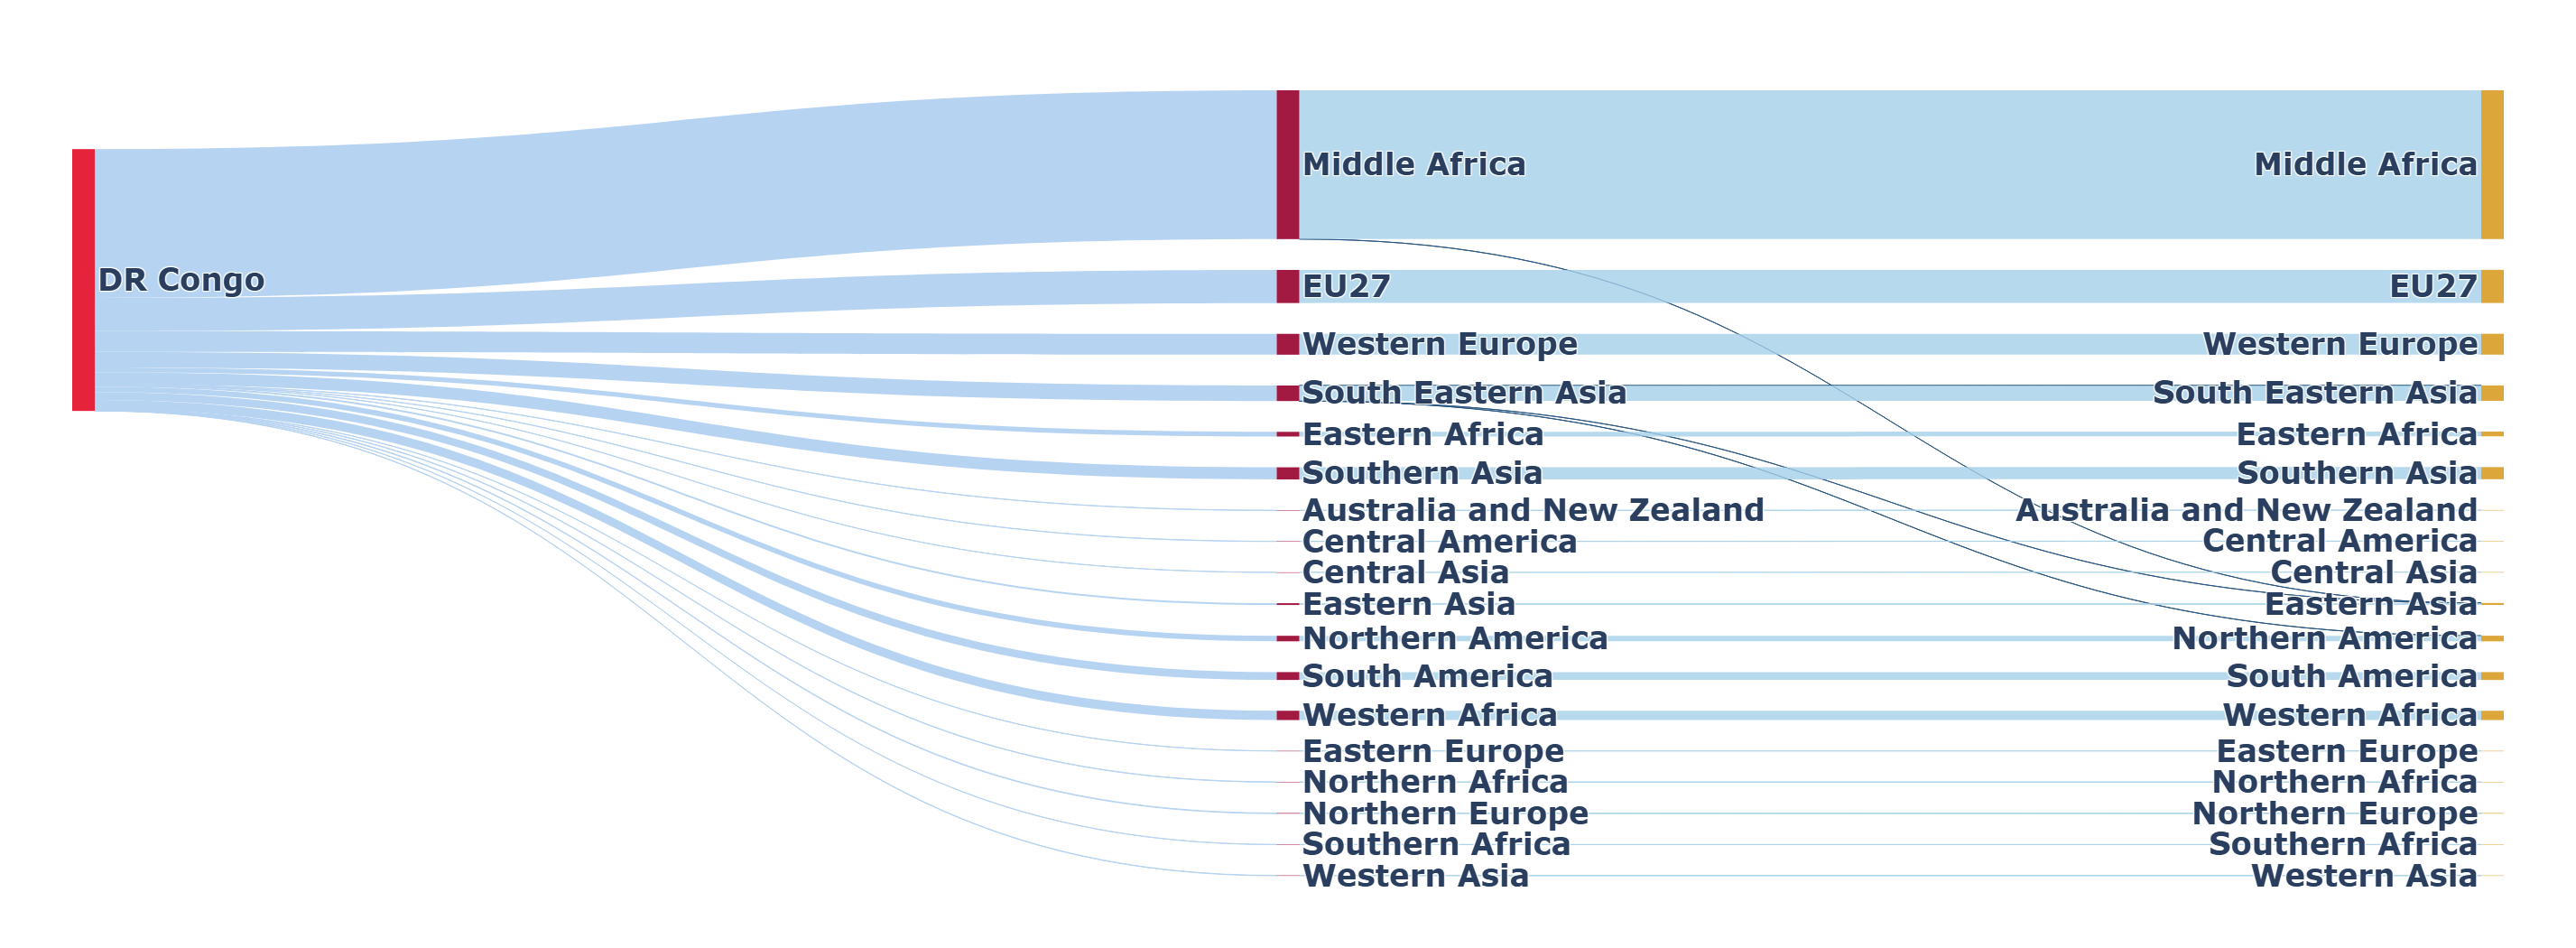 DR Congo
Middle Africa
EU27
Western Europe
South Eastern Asia
Eastern Africa
Southern Asia
Australia and New Zealand
Central America
Central Asia
Eastern Asia
Northern America
South America
Western Africa
Eastern Europe
Northern Africa
Northern Europe
Southern Africa
Western Asia
Middle Africa
EU27
Western Europe
South Eastern Asia
Eastern Africa
Southern Asia
Australia and New Zealand
Central America
Central Asia
Eastern Asia
Northern America
South America
Western Africa
Eastern Europe
Northern Africa
Northern Europe
Southern Africa
Western Asia